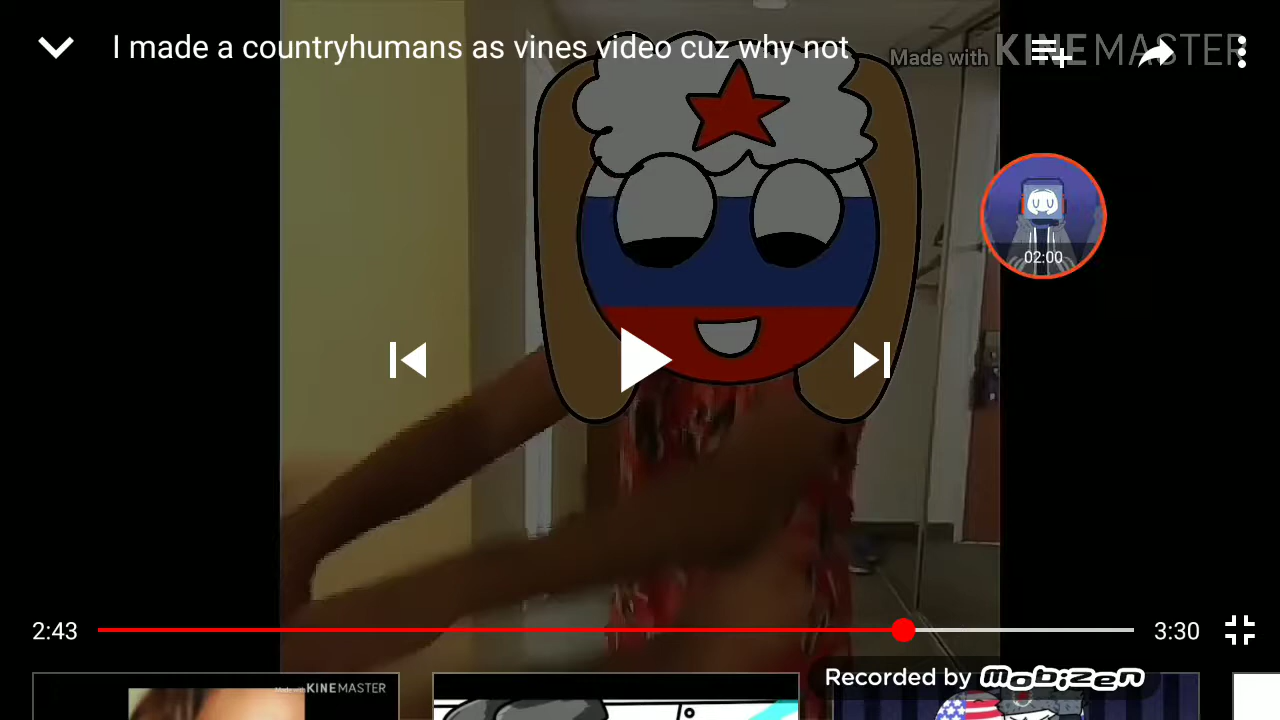 I made a countryhumans as vines video cuz why not
Made with KINEMASTER
02:00
2:43
3:30
Recorded by mobizen
Made with KINEMASTER